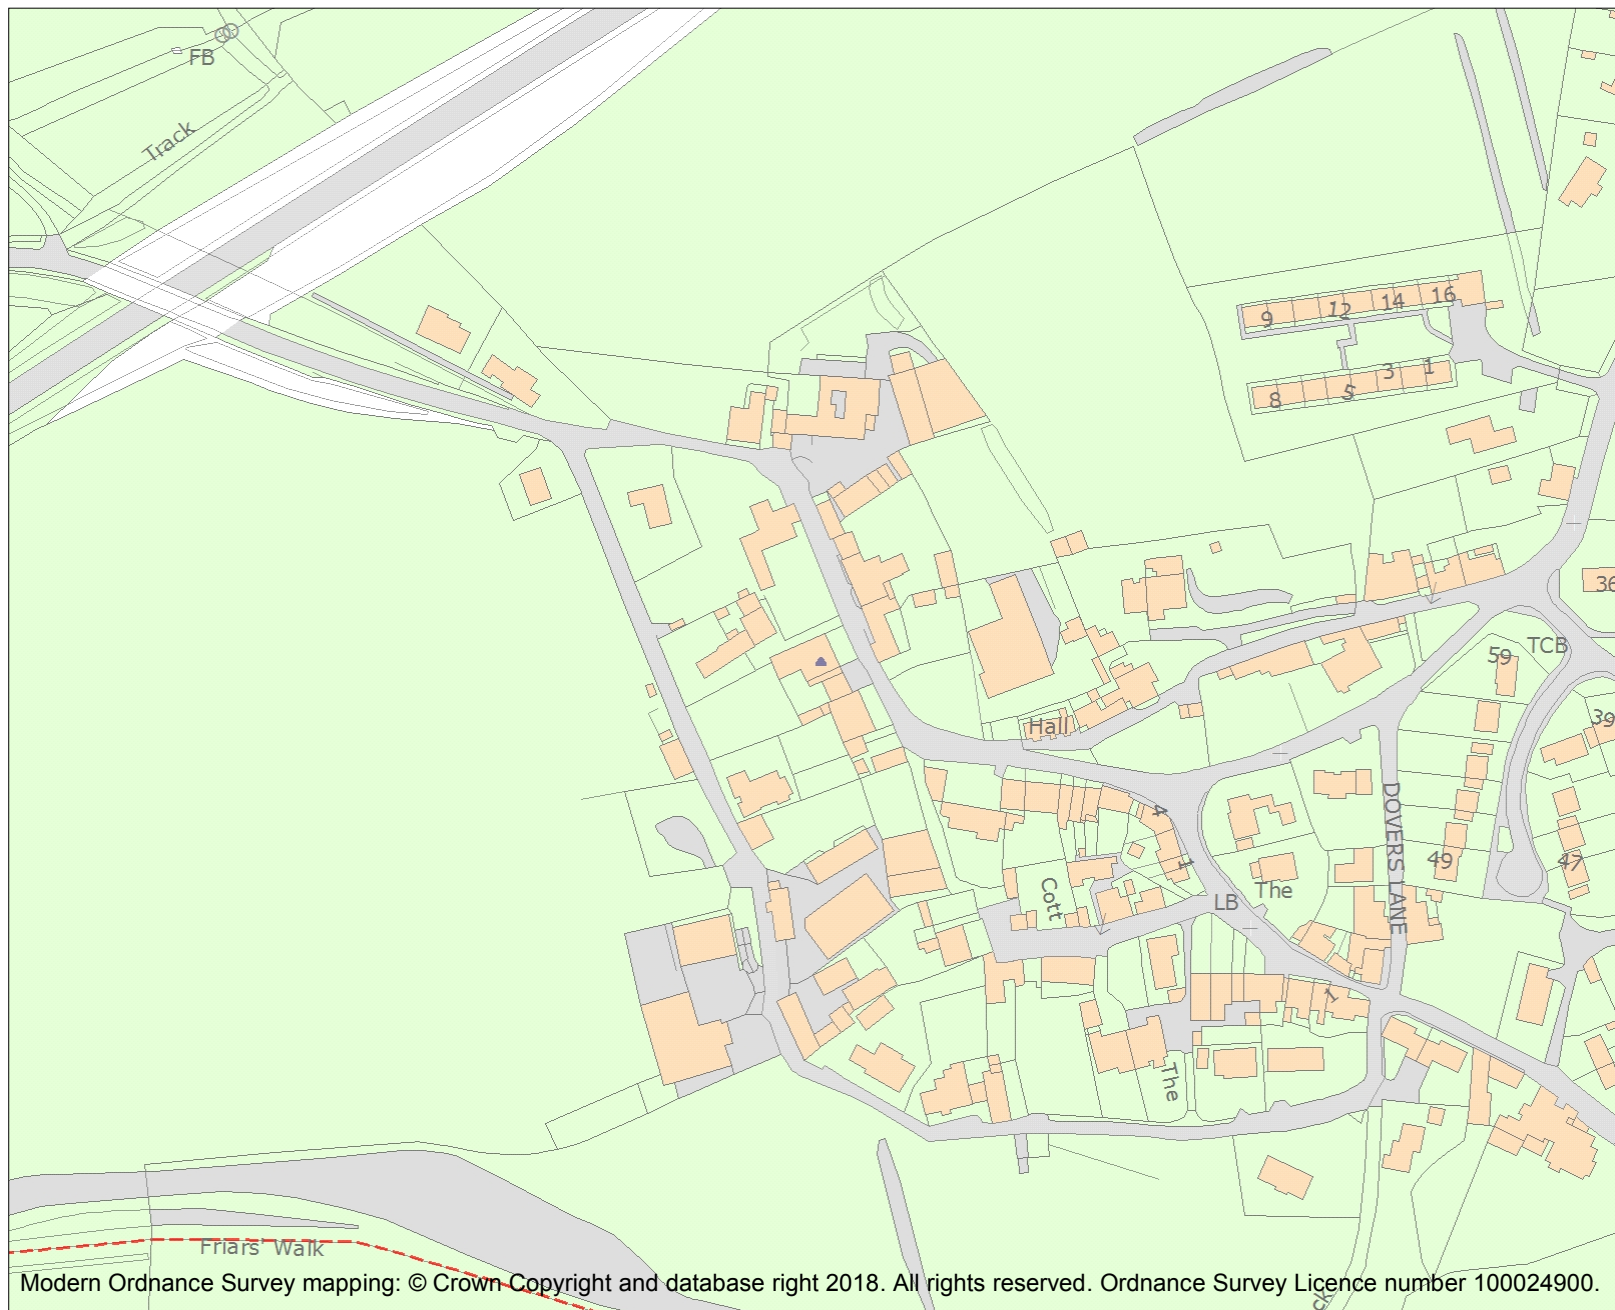 FB
Track
9
12
14
16
8
5
3
1
36
TCB
59
39
Hall
4
1
DOVERS LANE
49
47
The
Cott
LB
1
The
Friars' Walk
ck
Modern Ordnance Survey mapping: © Crown Copyright and database right 2018. All rights reserved. Ordnance Survey Licence number 100024900.